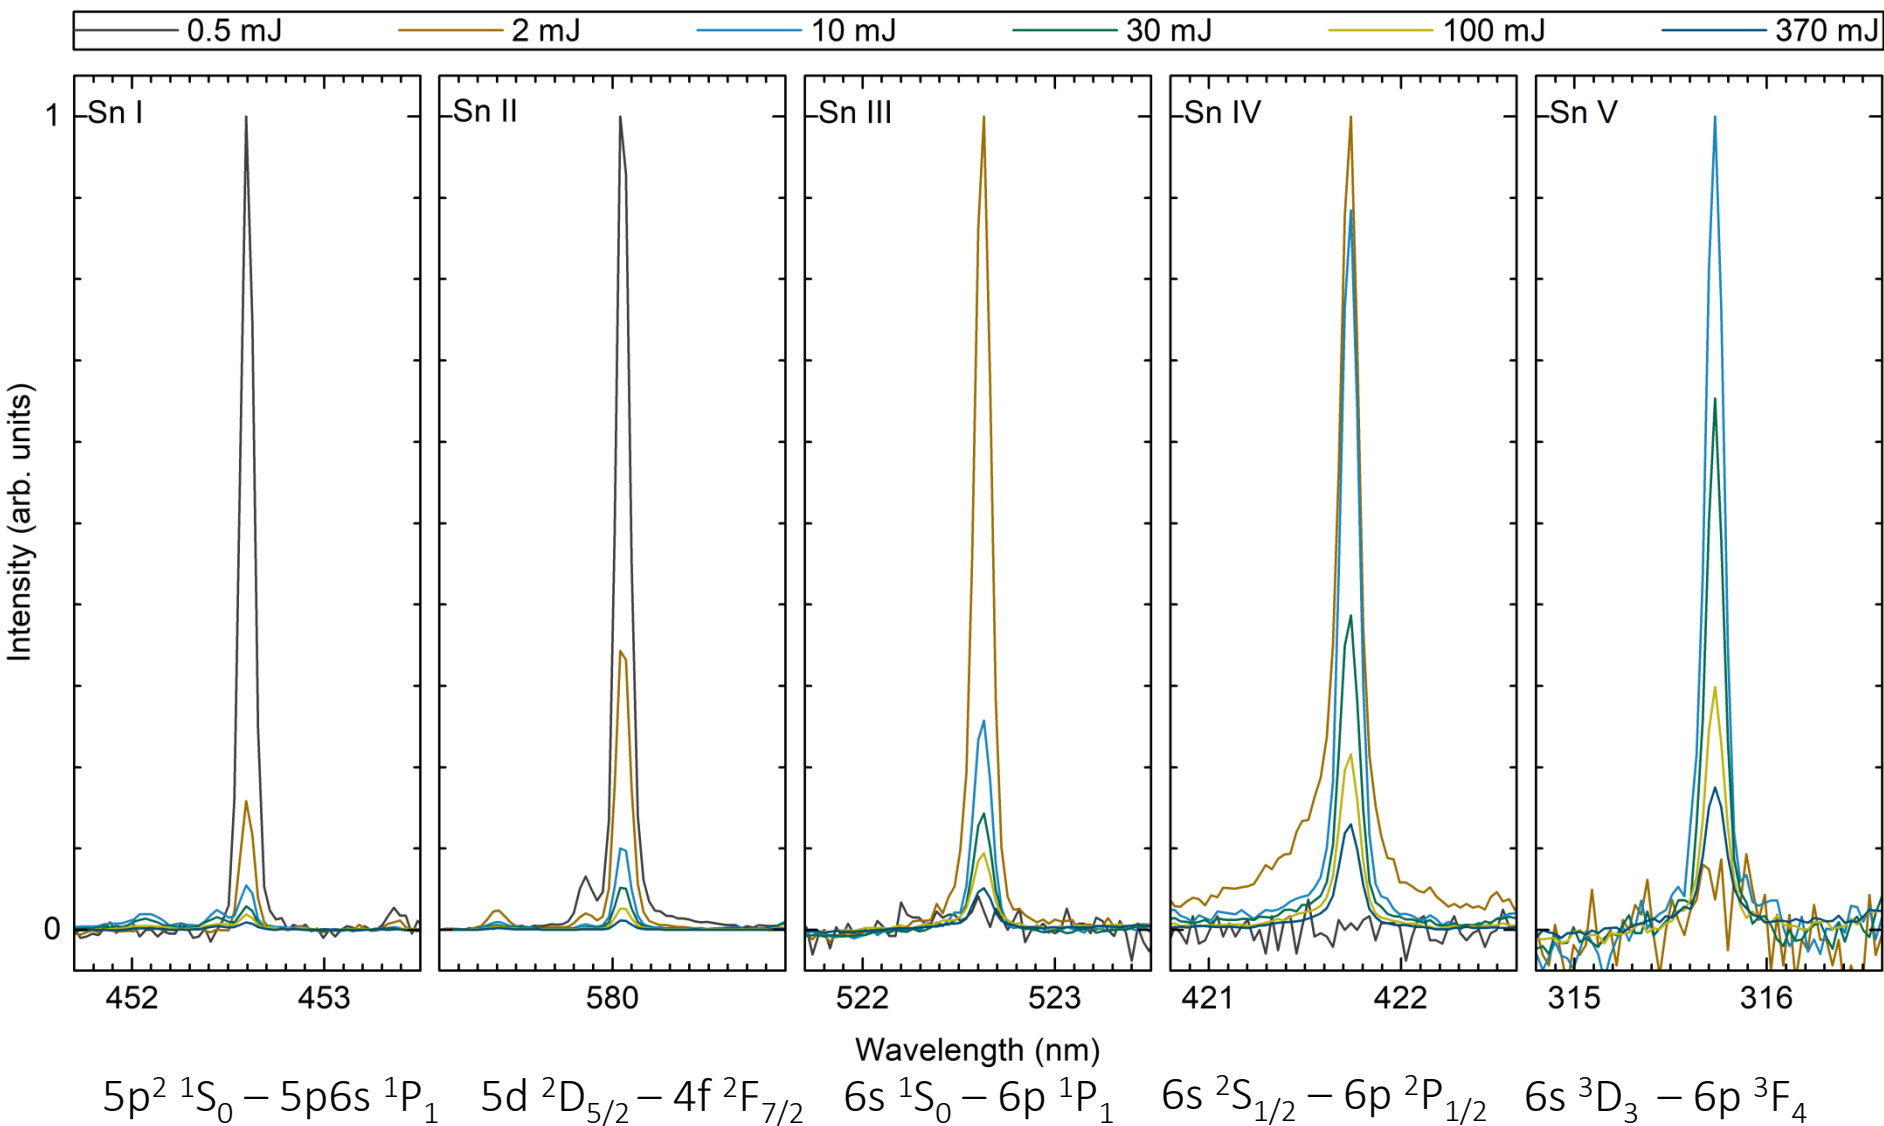 0.5 mJ 2 mJ 10 mJ 30 mJ 100 mJ 370 mJ
Sn I Sn II Sn III Sn IV Sn V
1
0
Intensity (arb. units)
452 453 580 522 523 421 422 315 316
Wavelength (nm)
5p² ¹S₀ – 5p6s ¹P₁ 5d ²D₅/₂ – 4f ²F₇/₂ 6s ¹S₀ – 6p ¹P₁ 6s ²S₁/₂ – 6p ²P₁/₂ 6s ³D₃ – 6p ³F₄